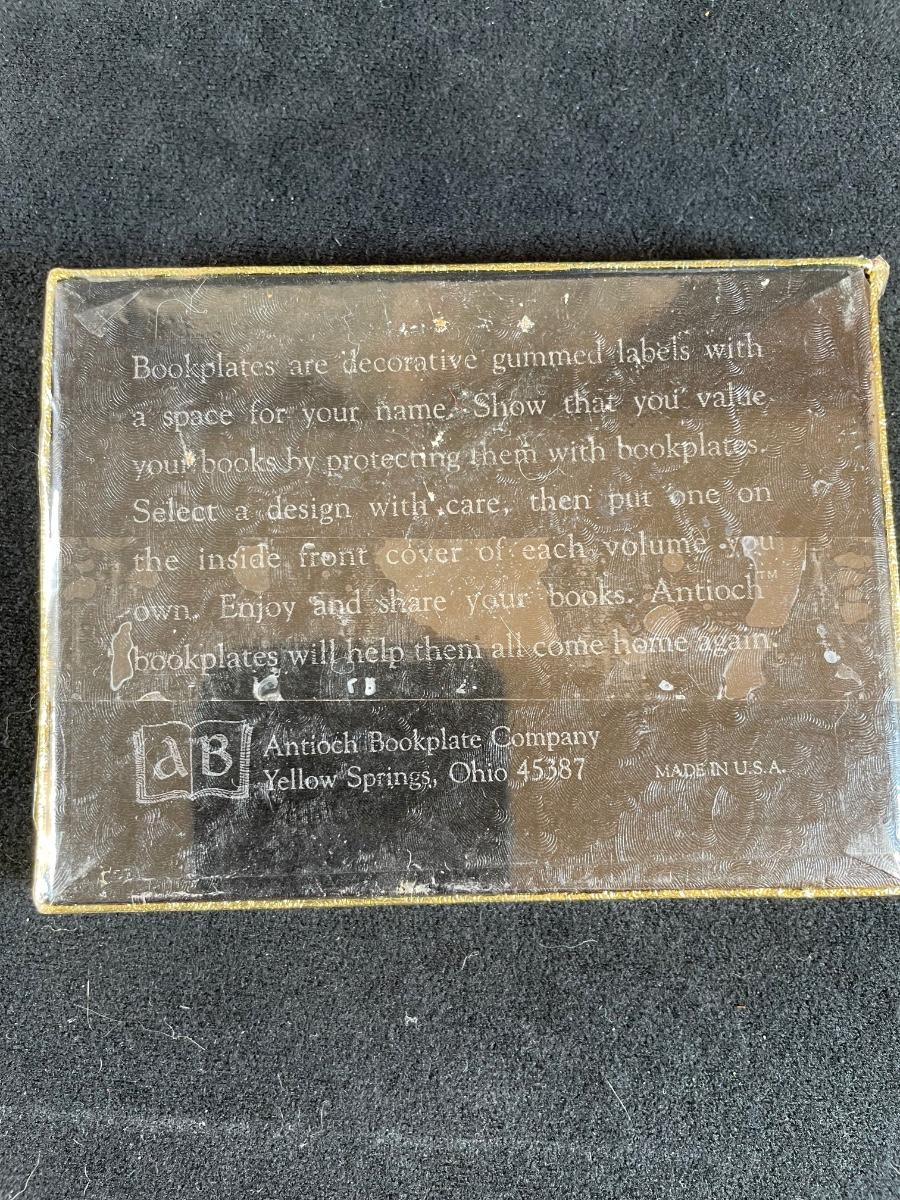 Bookplates are decorative gummed labels with
a space for your name. Show that you value
your books by protecting them with bookplates.
Select a design with care, then put one on
the inside front cover of each volume you
own. Enjoy and share your books. Antioch™
bookplates will help them all come home again.
aB
Antioch Bookplate Company
Yellow Springs, Ohio 45387
MADE IN U.S.A.